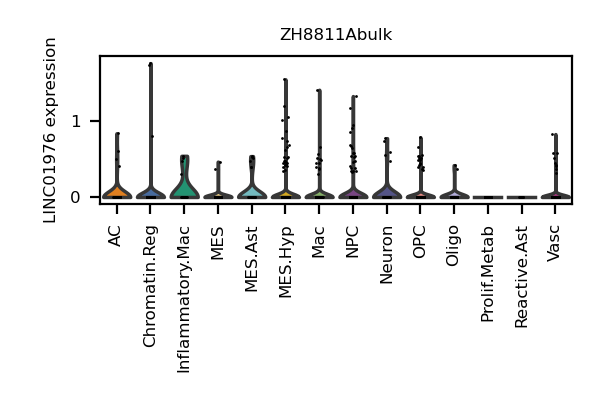 ZH8811Abulk
LINC01976 expression
1
0
AC
Chromatin.Reg
Inflammatory.Mac
MES
MES.Ast
MES.Hyp
Mac
NPC
Neuron
OPC
Oligo
Prolif.Metab
Reactive.Ast
Vasc